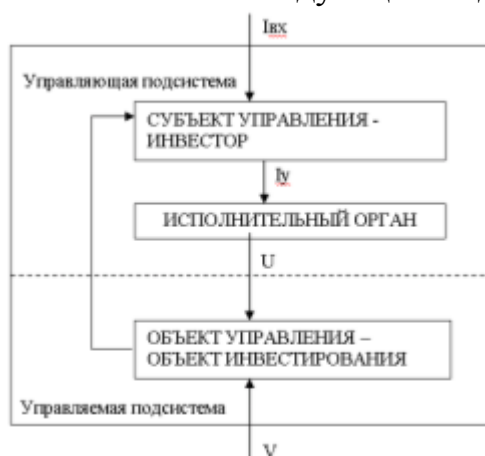 Iвх
Управляющая подсистема
СУБЪЕКТ УПРАВЛЕНИЯ -
ИНВЕСТОР
Iу
ИСПОЛНИТЕЛЬНЫЙ ОРГАН
U
ОБЪЕКТ УПРАВЛЕНИЯ –
ОБЪЕКТ ИНВЕСТИРОВАНИЯ
Управляемая подсистема
V